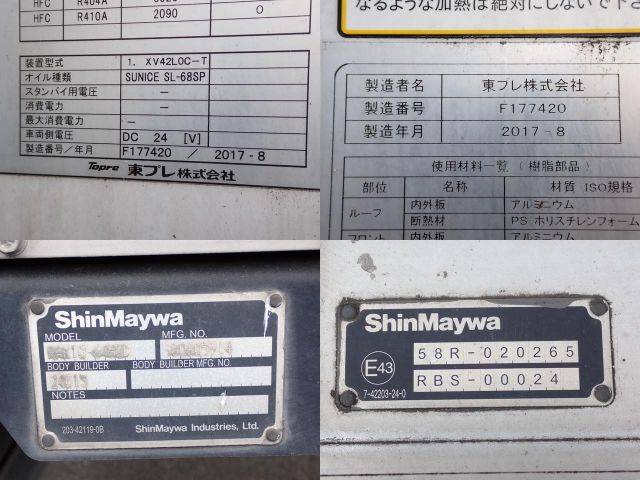 HFC R404A
HFC R410A 2090 0
装置型式 1. XV42LOC-T
オイル種類 SUNICE SL-68SP
スタンバイ用電圧 —
消費電力 —
最大消費電力 —
車両側電圧 DC 24 [V]
製造番号/年月 F177420 / 2017-8
Topre 東プレ株式会社
なるような加熱は絶対にしないで
製造者名 東プレ株式会社
製造番号 F177420
製造年月 2017-8
使用材料一覧(樹脂部品)
部位 名称 材質 ISO規格
ルーフ 内外板 アルミニウム
断熱材 PS:ポリスチレンフォーム
フロント 内外板 アルミニウム
ShinMaywa
MODEL MFG. NO.
BODY BUILDER BODY BUILDER MFG. NO.
NOTES
203-42119-0B ShinMaywa Industries, Ltd.
ShinMaywa
E43
58R-020265
RBS-00024
7-42203-24-0